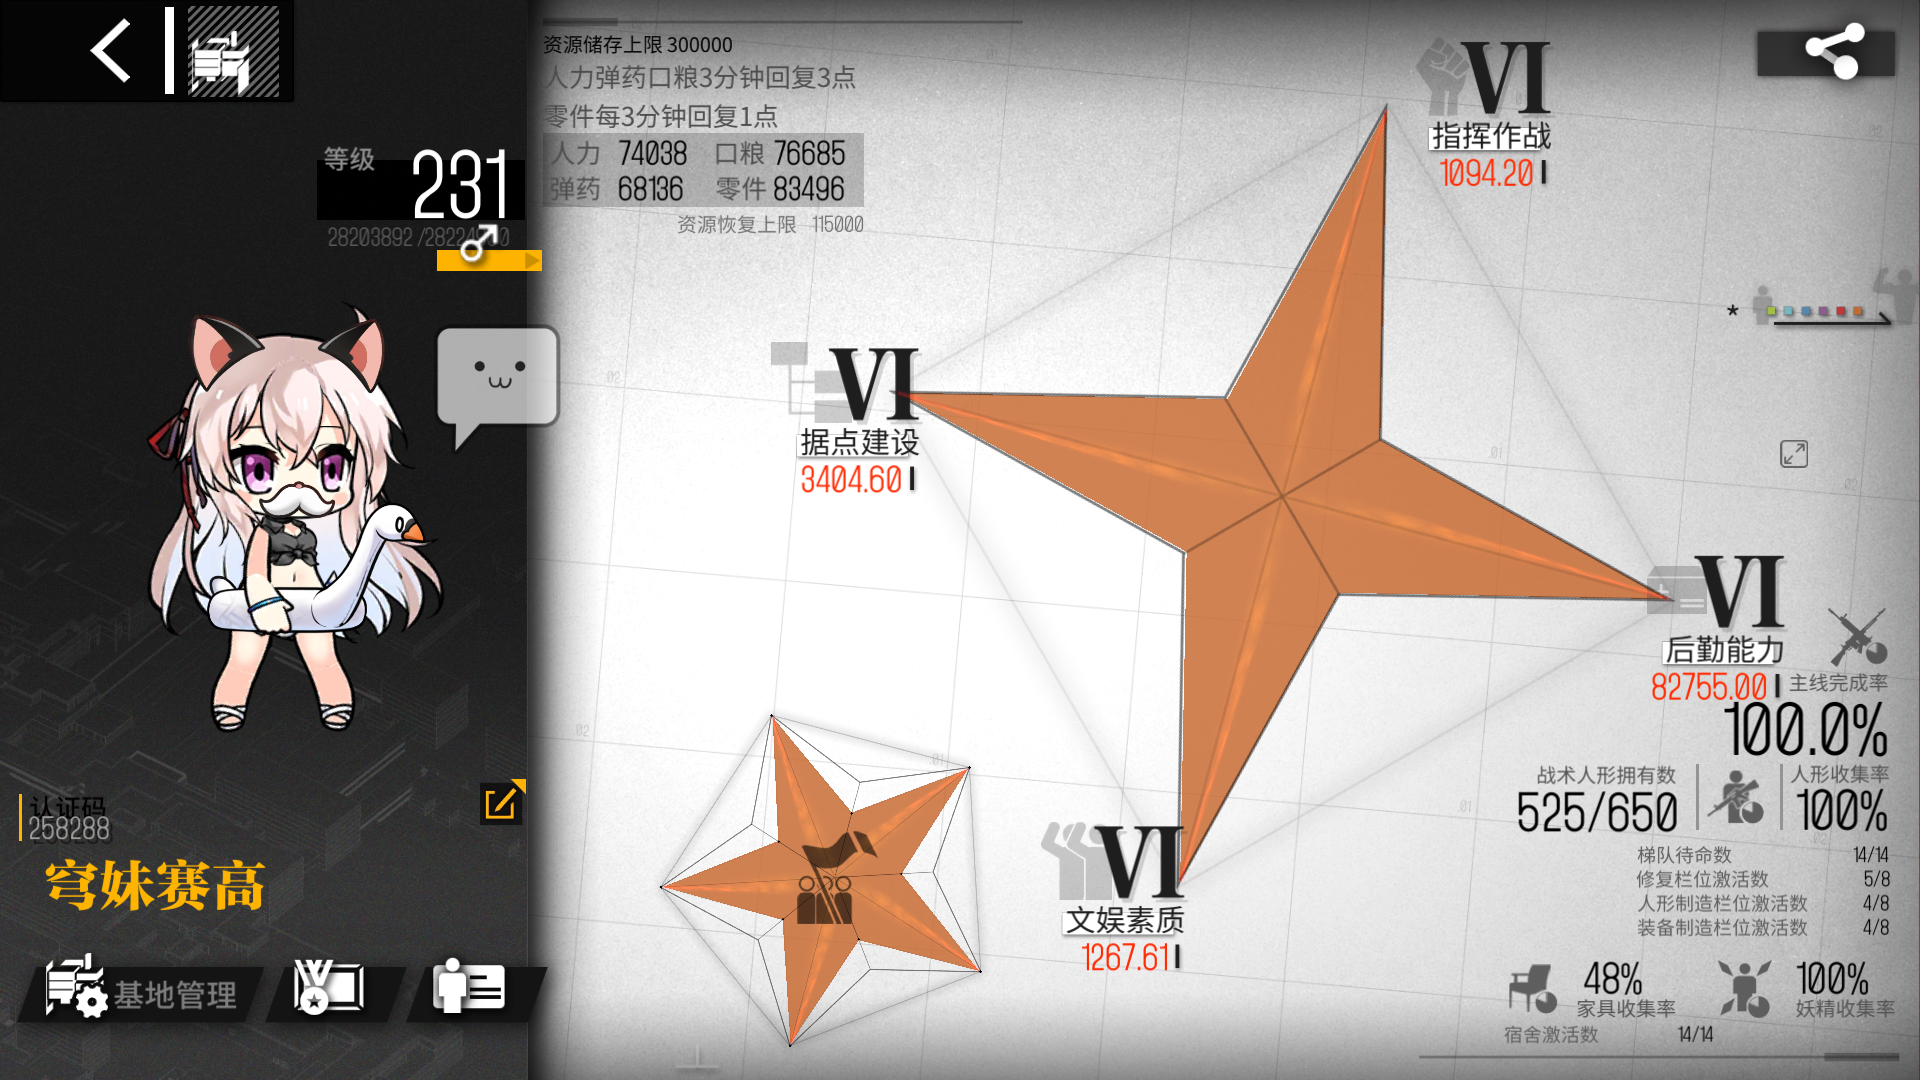 等级 231
28203892 /28224
认证码
258288
穹妹赛高
基地管理
资源储存上限 300000
人力弹药口粮3分钟回复3点
零件每3分钟回复1点
人力 74038 口粮 76685
弹药 68136 零件 83496
资源恢复上限 115000
VI
指挥作战
1094.20
VI
据点建设
3404.60
VI
后勤能力
82755.00
VI
文娱素质
1267.61
主线完成率
100.0%
战术人形拥有数
525/650
人形收集率
100%
梯队待命数 14/14
修复栏位激活数 5/8
人形制造栏位激活数 4/8
装备制造栏位激活数 4/8
48%
家具收集率
100%
妖精收集率
宿舍激活数 14/14
02
01
02
02
01
01